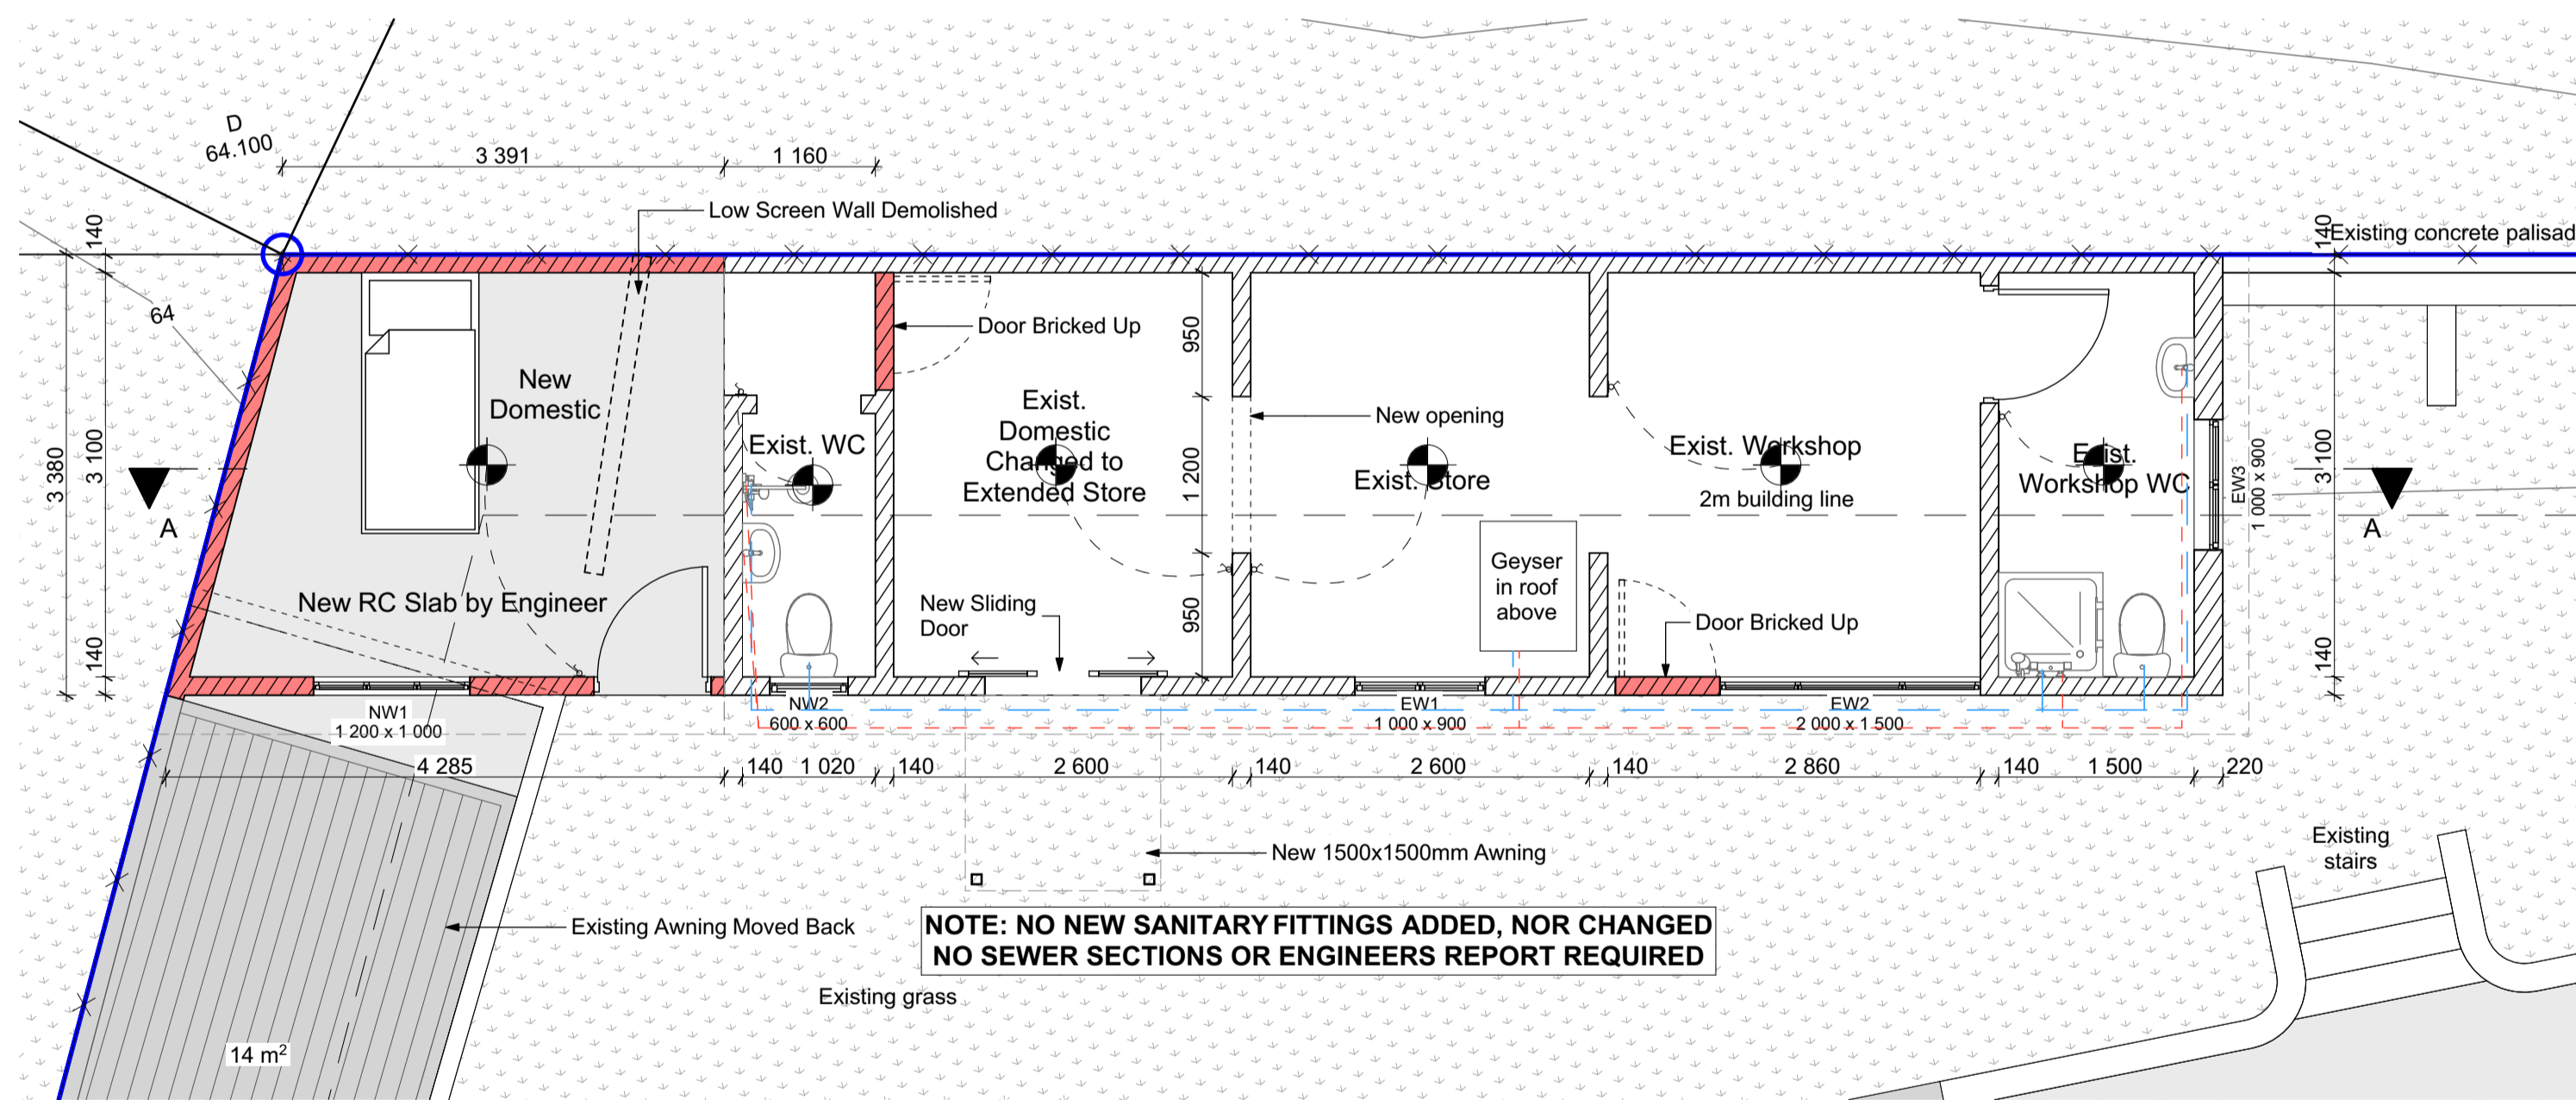 D
64.100
3 391
1 160
Low Screen Wall Demolished
140
140
Existing concrete palisad
64
Door Bricked Up
950
New
Domestic
Exist.
Domestic
Changed to
Extended Store
New opening
Exist. WC
Exist. Workshop
Exist.
Workshop WC
Exist. Store
2m building line
3 380
3 100
1 200
EW3
1 000 x 900
3 100
A
A
Geyser
in roof
above
New RC Slab by Engineer
New Sliding
Door
950
Door Bricked Up
140
140
NW1
1 200 x 1 000
NW2
600 x 600
EW1
1 000 x 900
EW2
2 000 x 1 500
4 285
140
1 020
140
2 600
140
2 600
140
2 860
140
1 500
220
New 1500x1500mm Awning
Existing
stairs
Existing Awning Moved Back
NOTE: NO NEW SANITARY FITTINGS ADDED, NOR CHANGED
NO SEWER SECTIONS OR ENGINEERS REPORT REQUIRED
Existing grass
14 m²